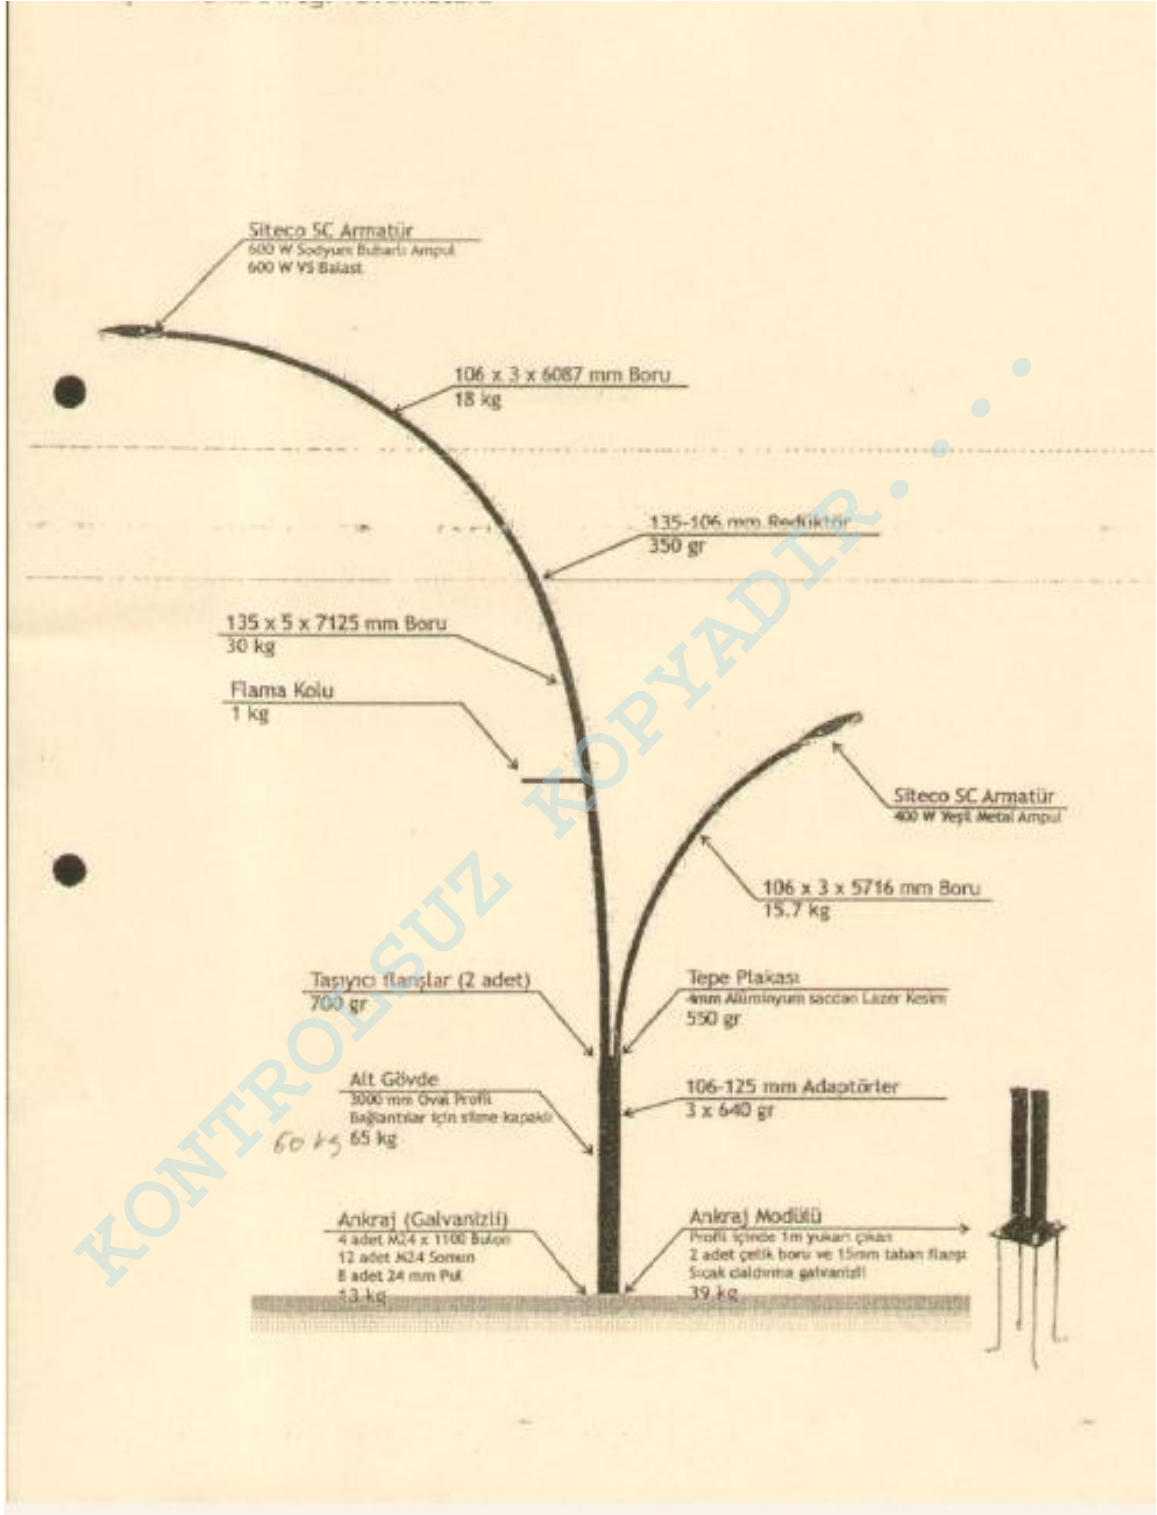 Siteco SC Armatür
600 W Sodyum Buharlı Ampul
600 W VS Balast
106 x 3 x 6087 mm Boru
18 kg
135-106 mm Redüktör
350 gr
135 x 5 x 7125 mm Boru
30 kg
Flama Kolu
1 kg
Siteco SC Armatür
400 W Yeşil Metal Ampul
106 x 3 x 5716 mm Boru
15.7 kg
Taşıyıcı flanşlar (2 adet)
700 gr
Tepe Plakası
4mm Alüminyum sacdan Lazer Kesim
550 gr
Alt Gövde
3000 mm Oval Profil
Bağlantılar için silme kapaklı
60 kg 65 kg
106-125 mm Adaptörler
3 x 640 gr
Ankraj (Galvanizli)
4 adet M24 x 1100 Bulon
12 adet M24 Somun
8 adet 24 mm Pul
13 kg
Ankraj Modülü
Profil içinde 1m yukarı çıkan
2 adet çelik boru ve 15mm taban flanşı
Sıcak daldırma galvanizli
39 kg
KONTROLSUZ KOPYADIR....